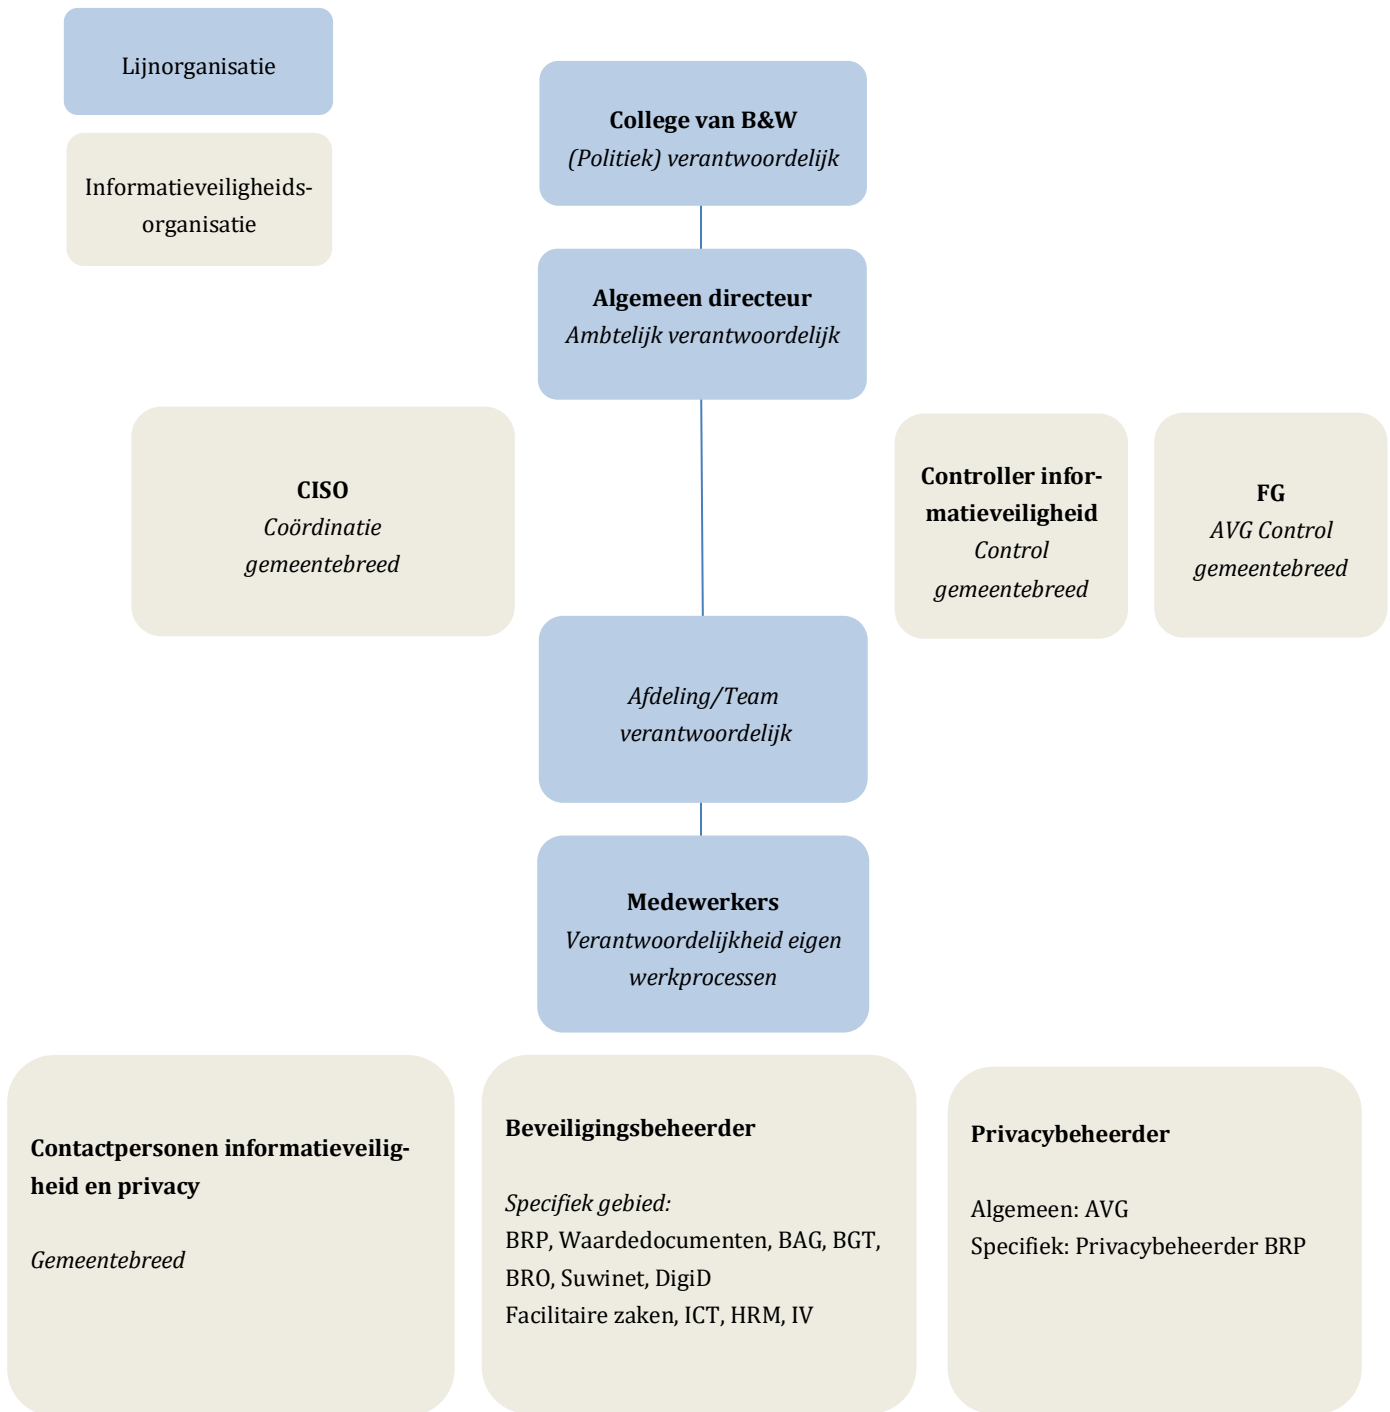 Lijnorganisatie
Informatieveiligheids-
organisatie
College van B&W
(Politiek) verantwoordelijk
Algemeen directeur
Ambtelijk verantwoordelijk
CISO
Coördinatie
gemeentebreed
Controller infor-
matieveiligheid
Control
gemeentebreed
FG
AVG Control
gemeentebreed
Afdeling/Team
verantwoordelijk
Medewerkers
Verantwoordelijkheid eigen
werkprocessen
Contactpersonen informatieveilig-
heid en privacy
Gemeentebreed
Beveiligingsbeheerder
Specifiek gebied:
BRP, Waardedocumenten, BAG, BGT,
BRO, Suwinet, DigiD
Facilitaire zaken, ICT, HRM, IV
Privacybeheerder
Algemeen: AVG
Specifiek: Privacybeheerder BRP